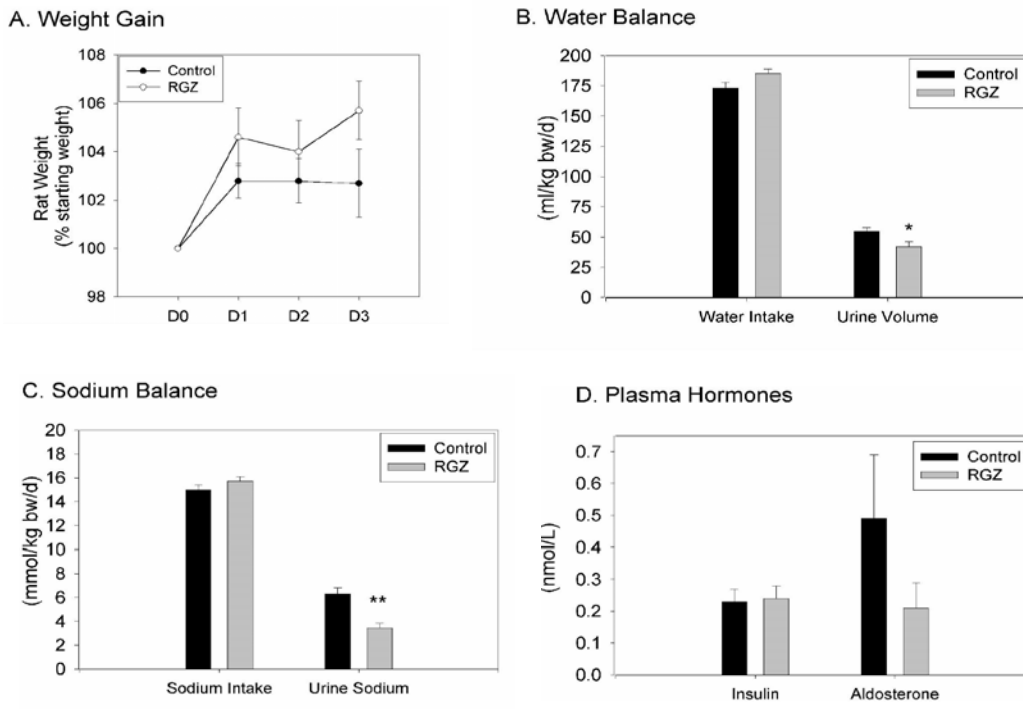 A. Weight Gain
108
106
104
102
100
98
Rat Weight
(% starting weight)
Control
RGZ
D0 D1 D2 D3
B. Water Balance
200
175
150
125
100
75
50
25
0
(ml/kg bw/d)
Control
RGZ
*
Water Intake Urine Volume
C. Sodium Balance
20
18
16
14
12
10
8
6
4
2
0
(mmol/kg bw/d)
Control
RGZ
**
Sodium Intake Urine Sodium
D. Plasma Hormones
0.7
0.6
0.5
0.4
0.3
0.2
0.1
0.0
(nmol/L)
Control
RGZ
Insulin Aldosterone